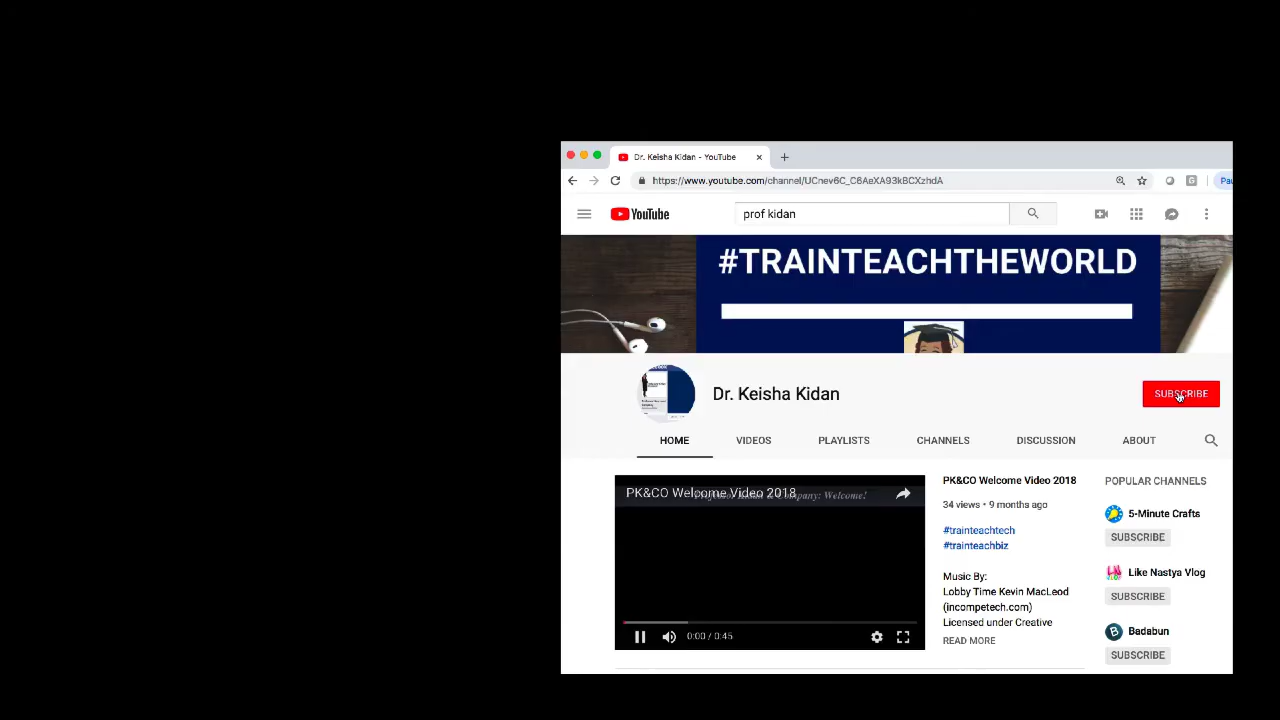 Dr. Keisha Kidan - YouTube
https://www.youtube.com/channel/UCnev6C_C6AeXA93kBCXzhdA
Pau
YouTube
prof kidan
#TRAINTEACHTHEWORLD
Dr. Keisha Kidan
SUBSCRIBE
HOME VIDEOS PLAYLISTS CHANNELS DISCUSSION ABOUT
PK&CO Welcome Video 2018
& Company: Welcome!
0:00 / 0:45
PK&CO Welcome Video 2018
34 views • 9 months ago
#trainteachtech
#trainteachbiz
Music By:
Lobby Time Kevin MacLeod
(incompetech.com)
Licensed under Creative
READ MORE
POPULAR CHANNELS
5-Minute Crafts
SUBSCRIBE
Like Nastya Vlog
SUBSCRIBE
Badabun
SUBSCRIBE